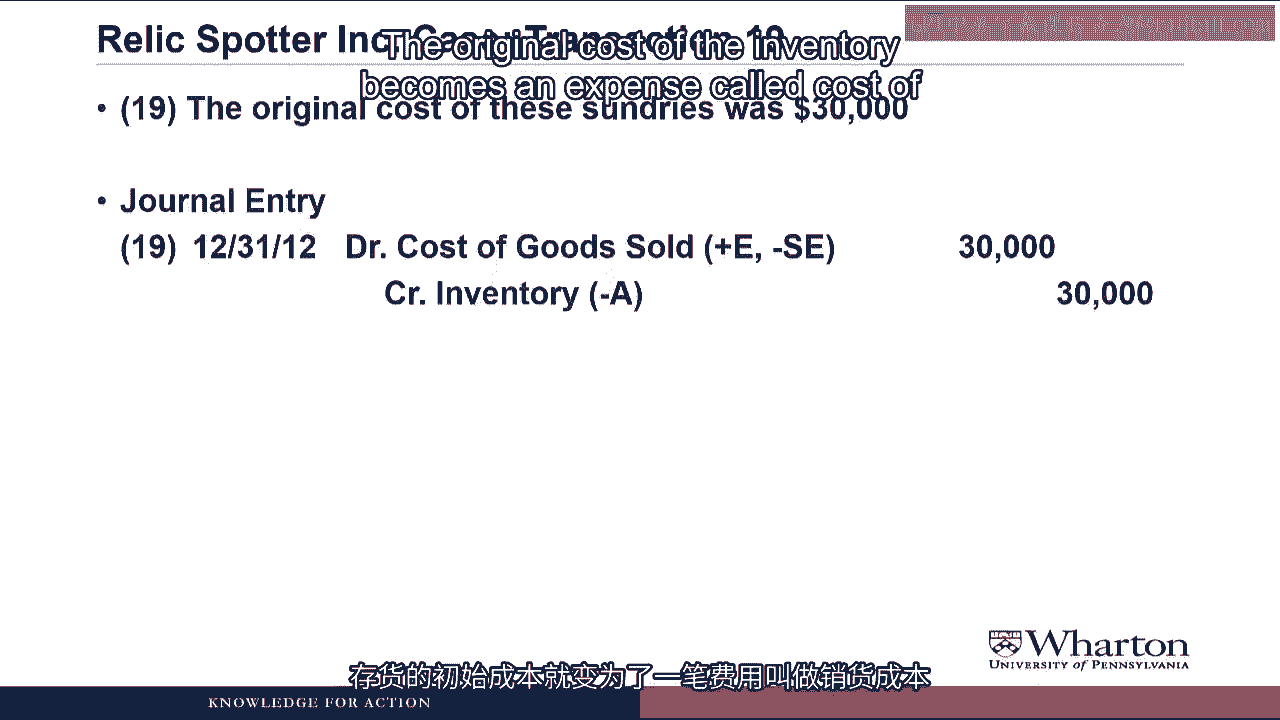 Relic Spotter Inc. Case: Transaction 19
The original cost of the inventory
becomes an expense called cost of
• (19) The original cost of these sundries was $30,000
• Journal Entry
(19) 12/31/12 Dr. Cost of Goods Sold (+E, -SE) 30,000
Cr. Inventory (-A) 30,000
Wharton
UNIVERSITY of PENNSYLVANIA
存货的初始成本就变为了一笔费用叫做销货成本
KNOWLEDGE FOR ACTION